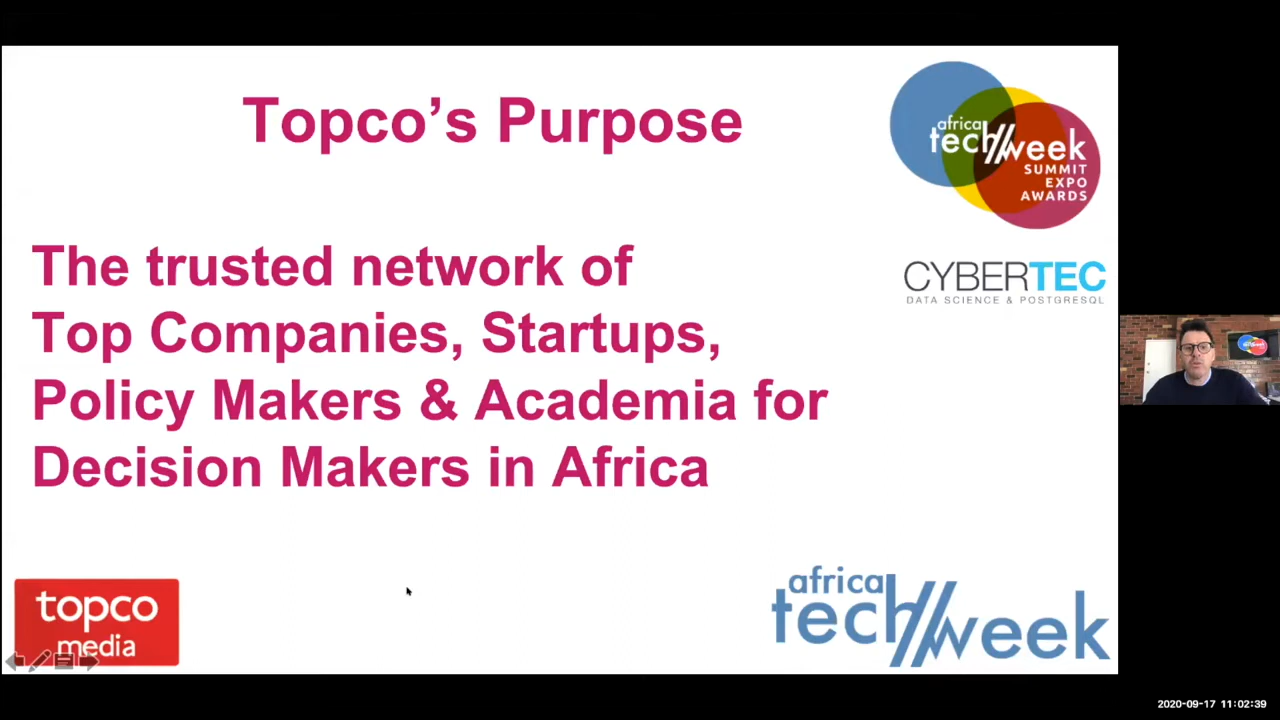 Topco’s Purpose
africa
tech//week
SUMMIT
EXPO
AWARDS
The trusted network of
Top Companies, Startups,
Policy Makers & Academia for
Decision Makers in Africa
CYBERTEC
DATA SCIENCE & POSTGRESQL
topco
media
africa
tech//week
2020-09-17 11:02:39